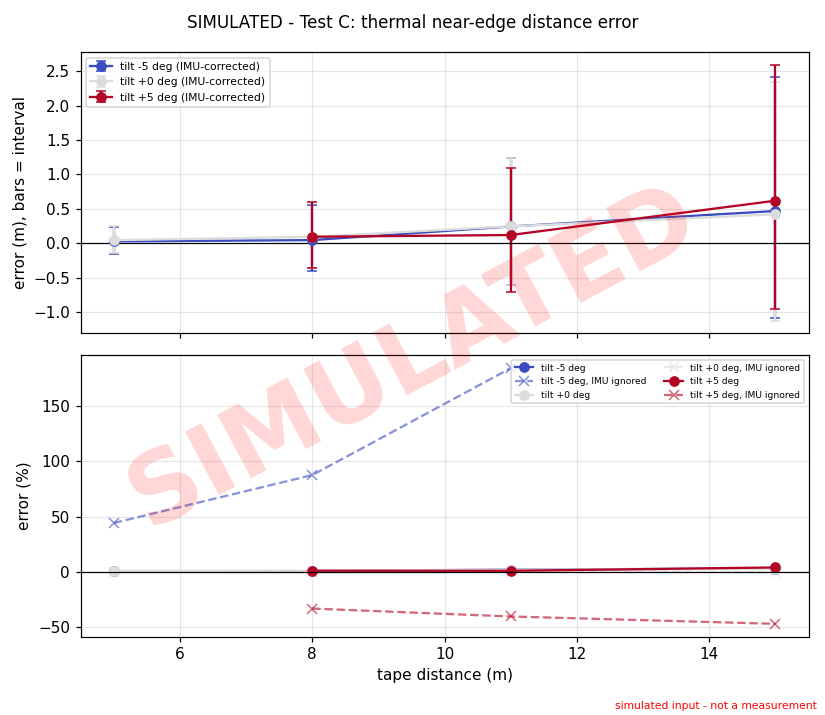 SIMULATED - Test C: thermal near-edge distance error
error (m), bars = interval
2.5
2.0
1.5
1.0
0.5
0.0
−0.5
−1.0
tilt -5 deg (IMU-corrected)
tilt +0 deg (IMU-corrected)
tilt +5 deg (IMU-corrected)
SIMULATED
error (%)
150
100
50
0
−50
tilt -5 deg
tilt -5 deg, IMU ignored
tilt +0 deg
tilt +0 deg, IMU ignored
tilt +5 deg
tilt +5 deg, IMU ignored
6 8 10 12 14
tape distance (m)
simulated input - not a measurement